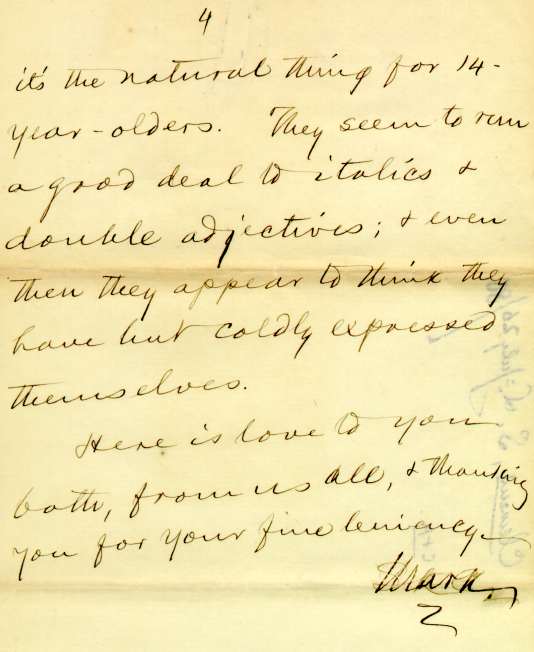 4
it's the natural thing for 14-
year-olders. They seem to run
a good deal to italics &
double adjectives; & even
then they appear to think they
have but coldly expressed
themselves.
Here is love to you
both, from us all, & thanking
you for your fine leniency.
Mark.